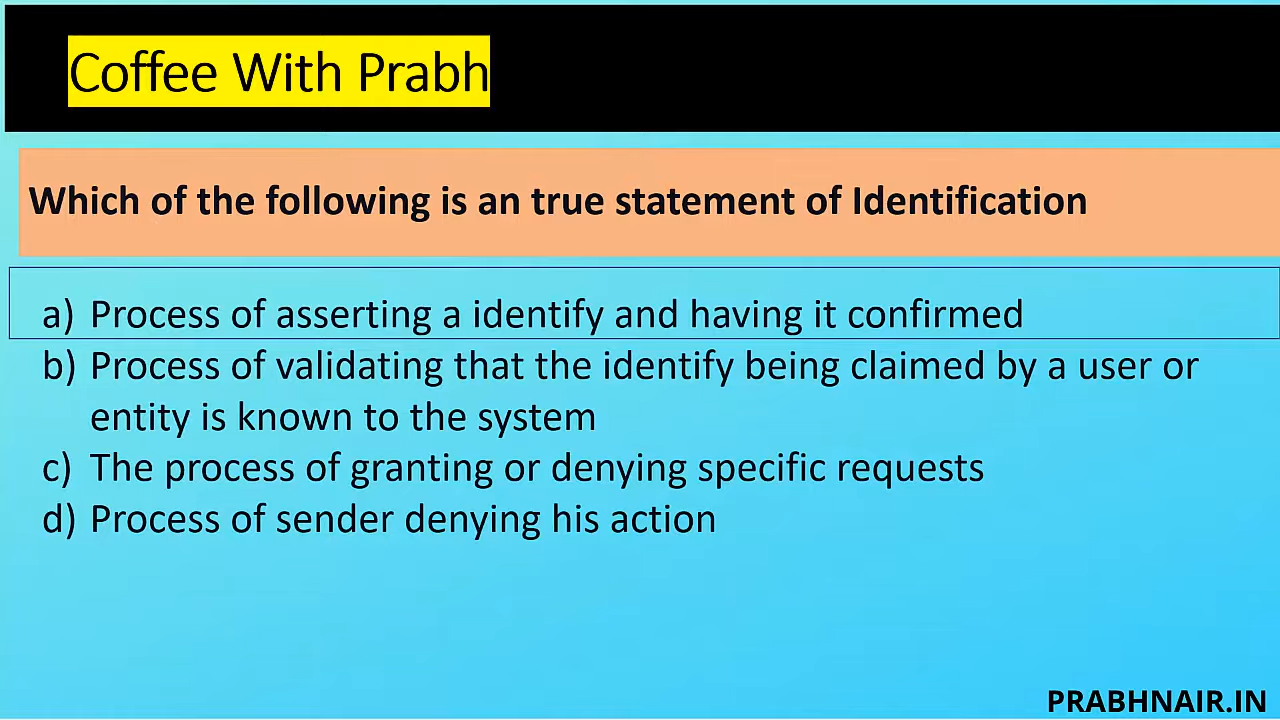 Coffee With Prabh
Which of the following is an true statement of Identification
a) Process of asserting a identify and having it confirmed
b) Process of validating that the identify being claimed by a user or
entity is known to the system
c) The process of granting or denying specific requests
d) Process of sender denying his action
PRABHNAIR.IN